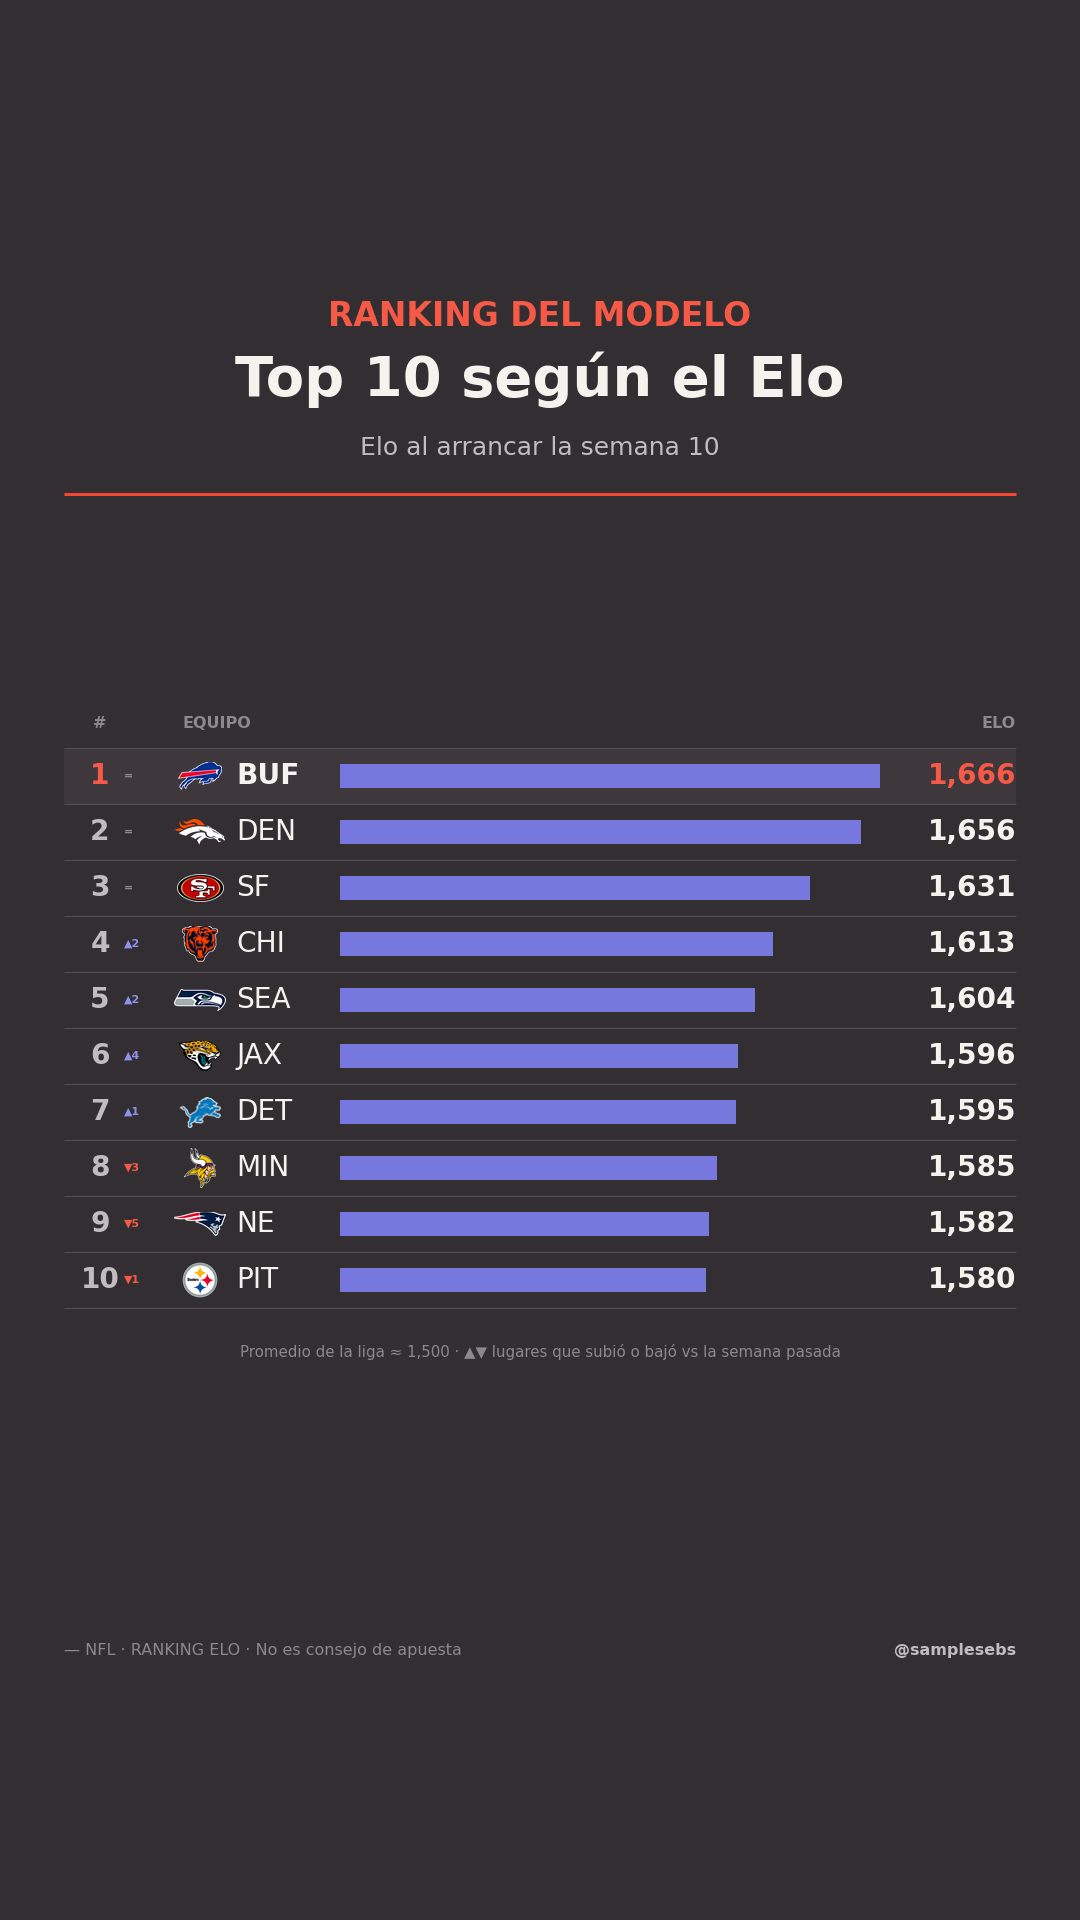 RANKING DEL MODELO
Top 10 según el Elo
Elo al arrancar la semana 10
# EQUIPO ELO
1 = BUF 1,666
2 = DEN 1,656
3 = SF 1,631
4 ▲2 CHI 1,613
5 ▲2 SEA 1,604
6 ▲4 JAX 1,596
7 ▲1 DET 1,595
8 ▼3 MIN 1,585
9 ▼5 NE 1,582
10 ▼1 Steelers PIT 1,580
Promedio de la liga ≈ 1,500 · ▲▼ lugares que subió o bajó vs la semana pasada
— NFL · RANKING ELO · No es consejo de apuesta
@samplesebs